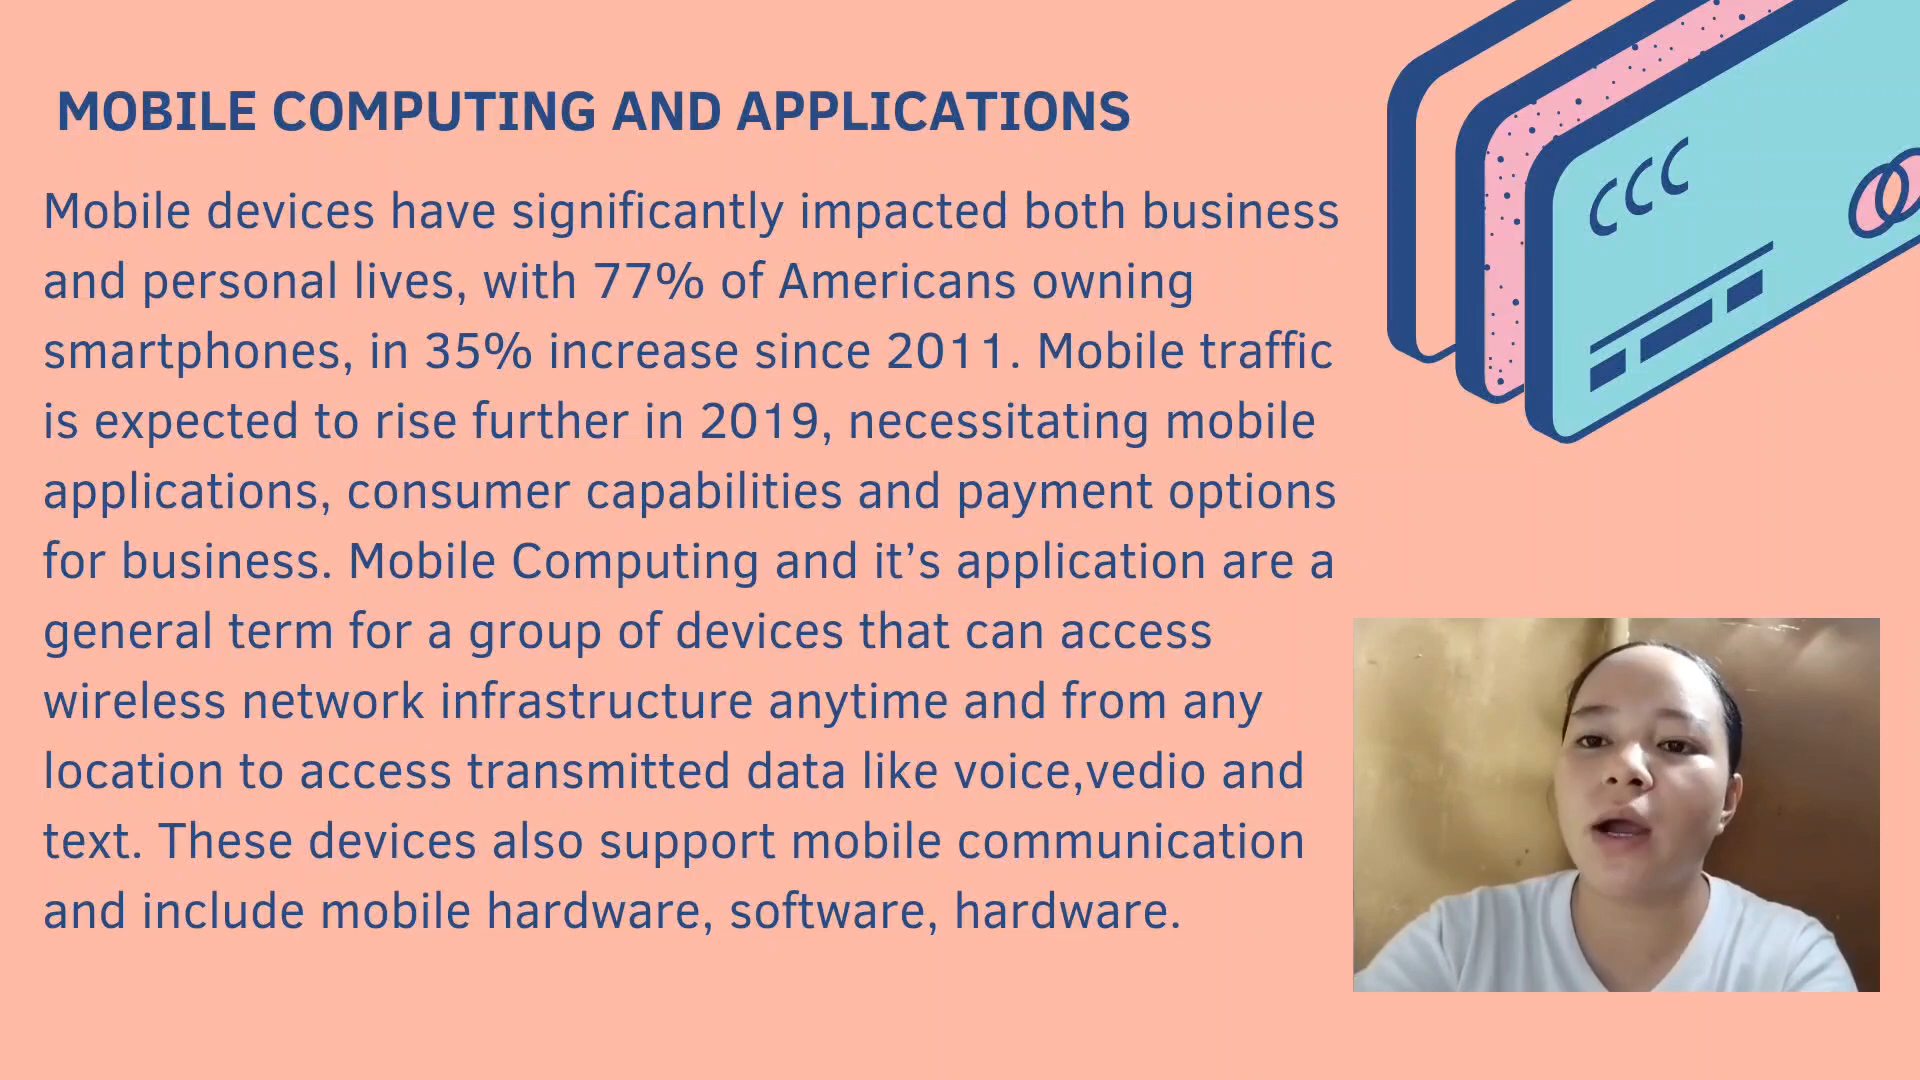 MOBILE COMPUTING AND APPLICATIONS
Mobile devices have significantly impacted both business
and personal lives, with 77% of Americans owning
smartphones, in 35% increase since 2011. Mobile traffic
is expected to rise further in 2019, necessitating mobile
applications, consumer capabilities and payment options
for business. Mobile Computing and it’s application are a
general term for a group of devices that can access
wireless network infrastructure anytime and from any
location to access transmitted data like voice,vedio and
text. These devices also support mobile communication
and include mobile hardware, software, hardware.